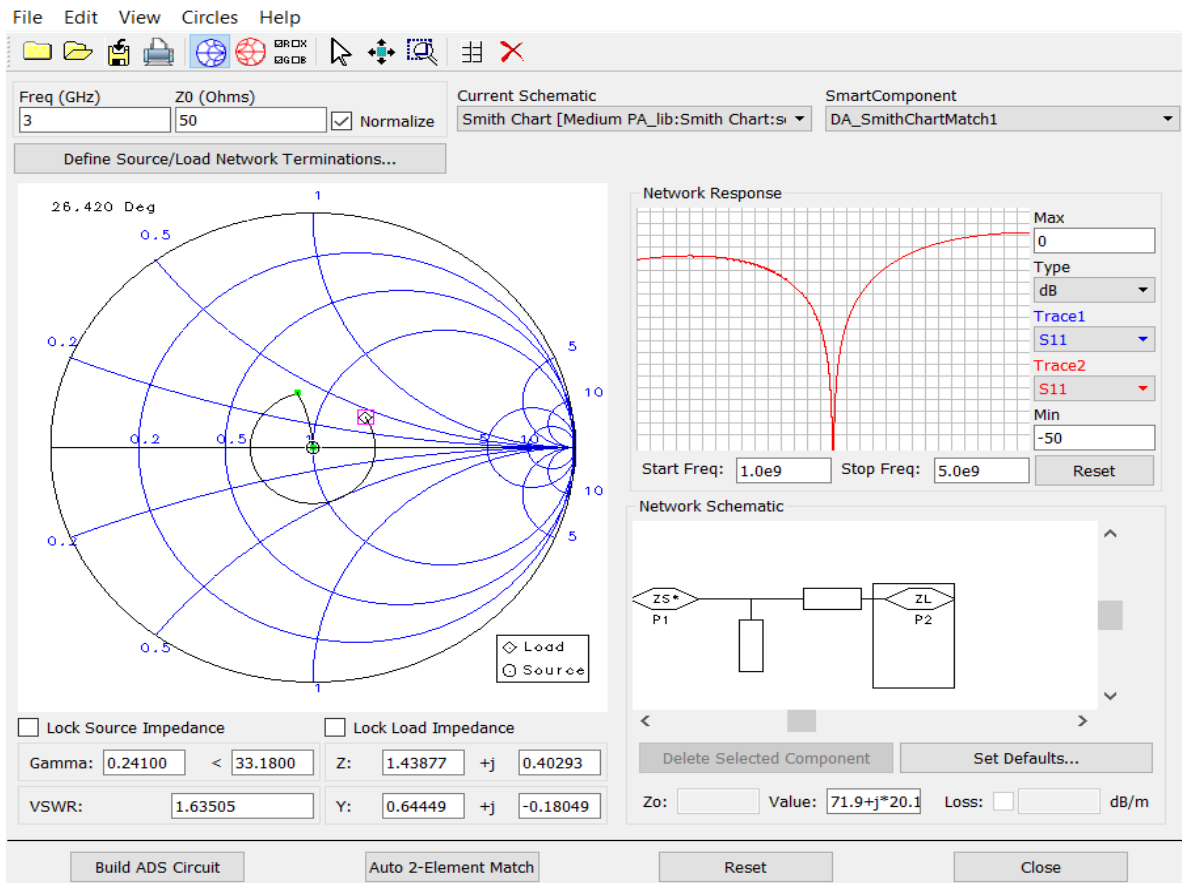 File Edit View Circles Help
Freq (GHz) Z0 (Ohms)
3 50 Normalize
Current Schematic
Smith Chart [Medium PA_lib:Smith Chart:s
SmartComponent
DA_SmithChartMatch1
Define Source/Load Network Terminations...
26.420 Deg
1
0.5
0.2
5
10
0.2 0.5 1 5 10
10
0.2
5
0.5
1
Load
Source
Network Response
Max
0
Type
dB
Trace1
S11
Trace2
S11
Min
-50
Start Freq: 1.0e9 Stop Freq: 5.0e9 Reset
Network Schematic
ZS*
P1
ZL
P2
Lock Source Impedance Lock Load Impedance
Gamma: 0.24100 < 33.1800 Z: 1.43877 +j 0.40293
VSWR: 1.63505 Y: 0.64449 +j -0.18049
Delete Selected Component Set Defaults...
Zo: Value: 71.9+j*20.1 Loss: dB/m
Build ADS Circuit Auto 2-Element Match Reset Close